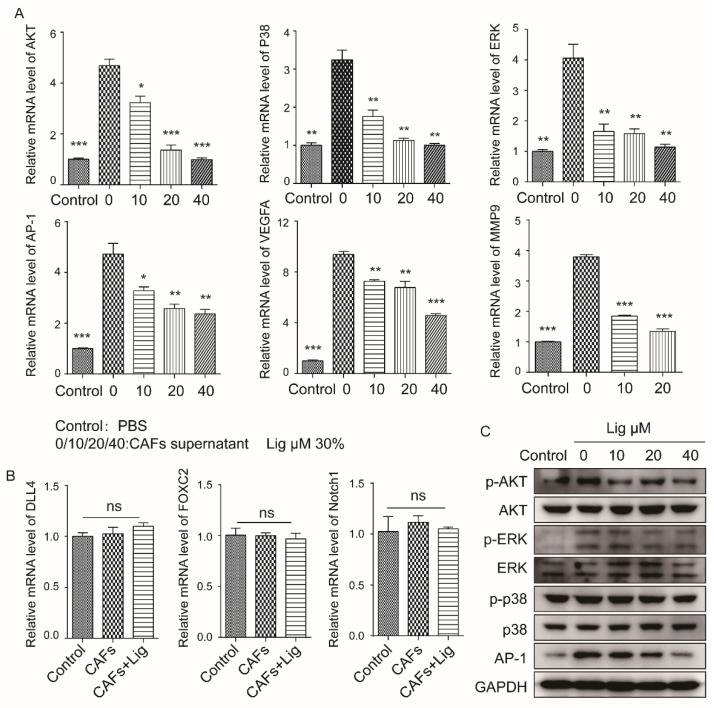 A
Relative mRNA level of AKT
6
4
2
0
***
*
***
***
Control 0 10 20 40
Relative mRNA level of P38
4
3
2
1
0
**
**
**
**
Control 0 10 20 40
Relative mRNA level of ERK
5
4
3
2
1
0
**
**
**
**
Control 0 10 20 40
Relative mRNA level of AP-1
6
4
2
0
***
*
**
**
Control 0 10 20 40
Relative mRNA level of VEGFA
12
8
4
0
***
**
**
***
Control 0 10 20 40
Relative mRNA level of MMP9
5
4
3
2
1
0
***
***
***
Control 0 10 20
Control: PBS
0/10/20/40:CAFs supernatant Lig μM 30%
B
Relative mRNA level of DLL4
1.5
1.0
0.5
0.0
ns
Control CAFs CAFs+Lig
Relative mRNA level of FOXC2
1.5
1.0
0.5
0.0
ns
Control CAFs CAFs+Lig
Relative mRNA level of Notch1
1.5
1.0
0.5
0.0
ns
Control CAFs CAFs+Lig
C
Lig μM
Control 0 10 20 40
p-AKT
AKT
p-ERK
ERK
p-p38
p38
AP-1
GAPDH